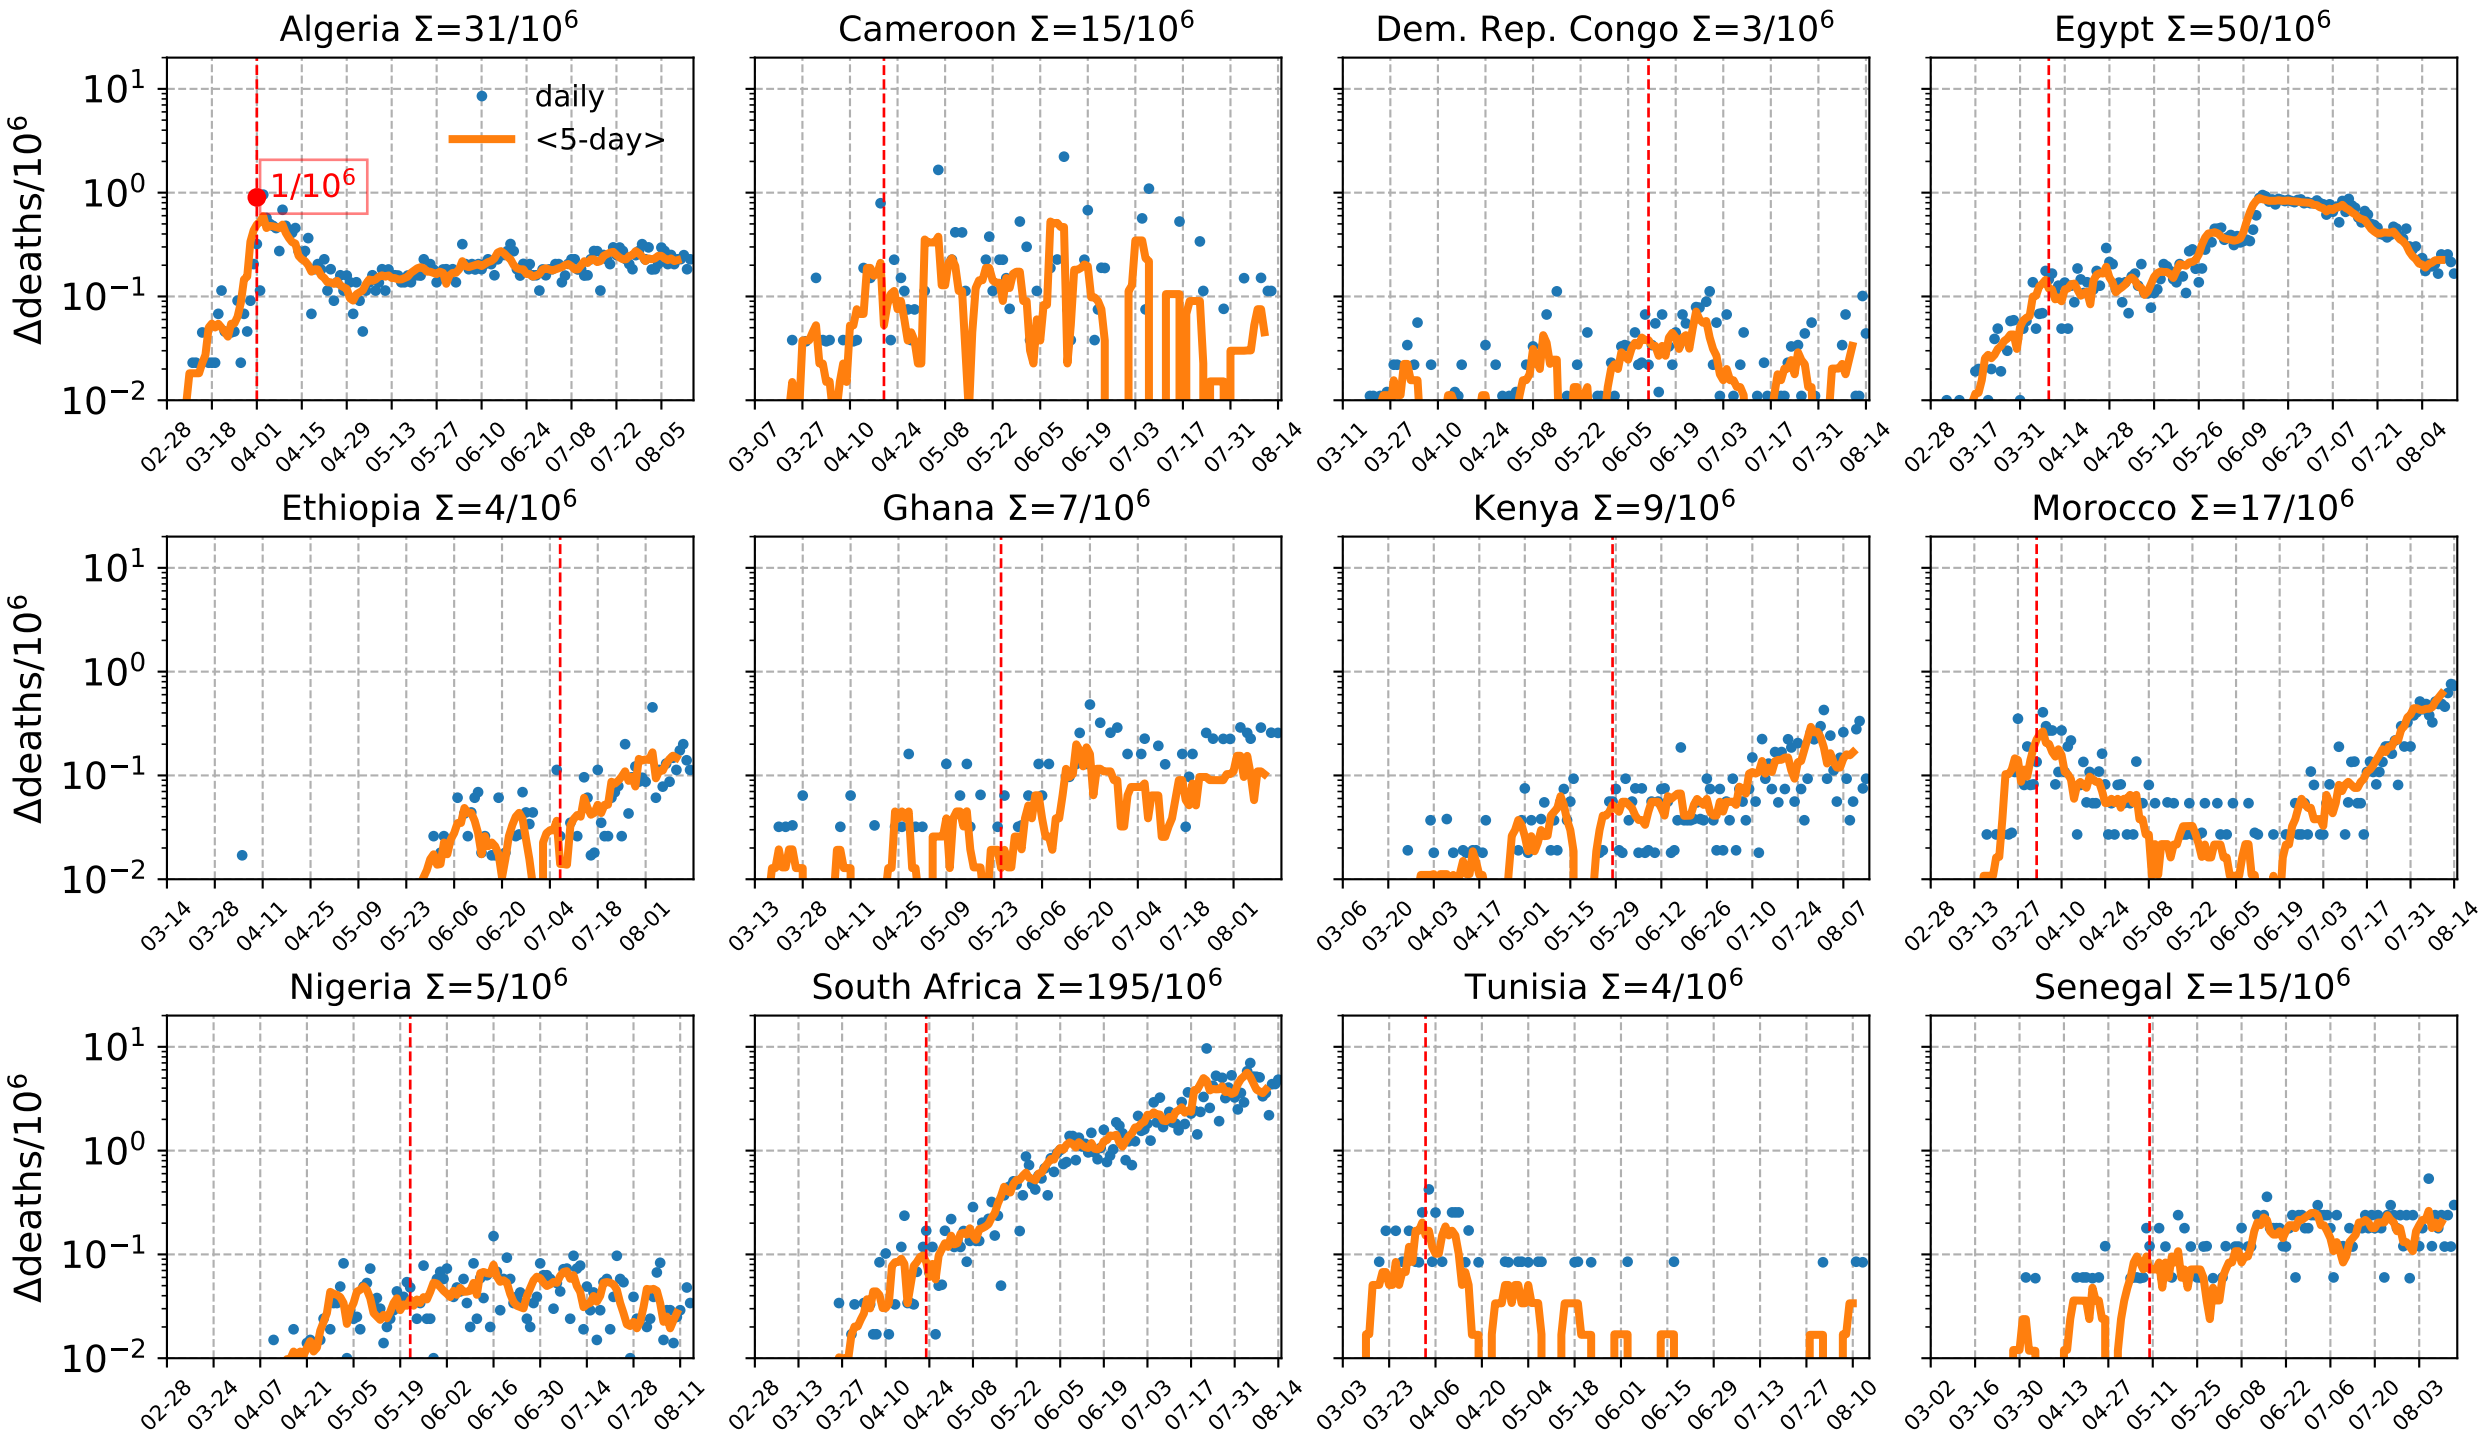 Algeria Σ=31/10⁶ Cameroon Σ=15/10⁶ Dem. Rep. Congo Σ=3/10⁶ Egypt Σ=50/10⁶
Δdeaths/10⁶
10¹
10⁰
10⁻¹
10⁻²
daily
<5-day>
1/10⁶
02-28 03-18 04-01 04-15 04-29 05-13 05-27 06-10 06-24 07-08 07-22 08-05
03-07 03-27 04-10 04-24 05-08 05-22 06-05 06-19 07-03 07-17 07-31 08-14
03-11 03-27 04-10 04-24 05-08 05-22 06-05 06-19 07-03 07-17 07-31 08-14
02-28 03-17 03-31 04-14 04-28 05-12 05-26 06-09 06-23 07-07 07-21 08-04
Ethiopia Σ=4/10⁶ Ghana Σ=7/10⁶ Kenya Σ=9/10⁶ Morocco Σ=17/10⁶
Δdeaths/10⁶
10¹
10⁰
10⁻¹
10⁻²
03-14 03-28 04-11 04-25 05-09 05-23 06-06 06-20 07-04 07-18 08-01
03-13 03-28 04-11 04-25 05-09 05-23 06-06 06-20 07-04 07-18 08-01
03-06 03-20 04-03 04-17 05-01 05-15 05-29 06-12 06-26 07-10 07-24 08-07
02-28 03-13 03-27 04-10 04-24 05-08 05-22 06-05 06-19 07-03 07-17 07-31 08-14
Nigeria Σ=5/10⁶ South Africa Σ=195/10⁶ Tunisia Σ=4/10⁶ Senegal Σ=15/10⁶
Δdeaths/10⁶
10¹
10⁰
10⁻¹
10⁻²
02-28 03-24 04-07 04-21 05-05 05-19 06-02 06-16 06-30 07-14 07-28 08-11
02-28 03-13 03-27 04-10 04-24 05-08 05-22 06-05 06-19 07-03 07-17 07-31 08-14
03-03 03-23 04-06 04-20 05-04 05-18 06-01 06-15 06-29 07-13 07-27 08-10
03-02 03-16 03-30 04-13 04-27 05-11 05-25 06-08 06-22 07-06 07-20 08-03